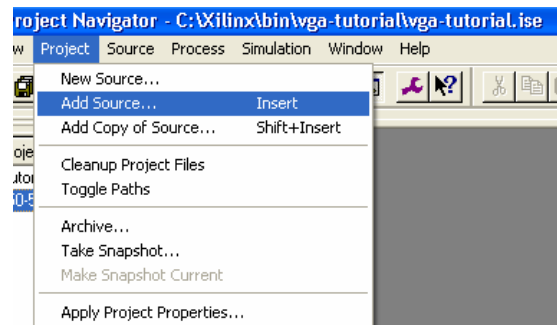 roject Navigator - C:\Xilinx\bin\vga-tutorial\vga-tutorial.ise
w Project Source Process Simulation Window Help
New Source...
Add Source... Insert
Add Copy of Source... Shift+Insert
oje
Cleanup Project Files
utor
Toggle Paths
Archive...
Take Snapshot...
Make Snapshot Current
Apply Project Properties...